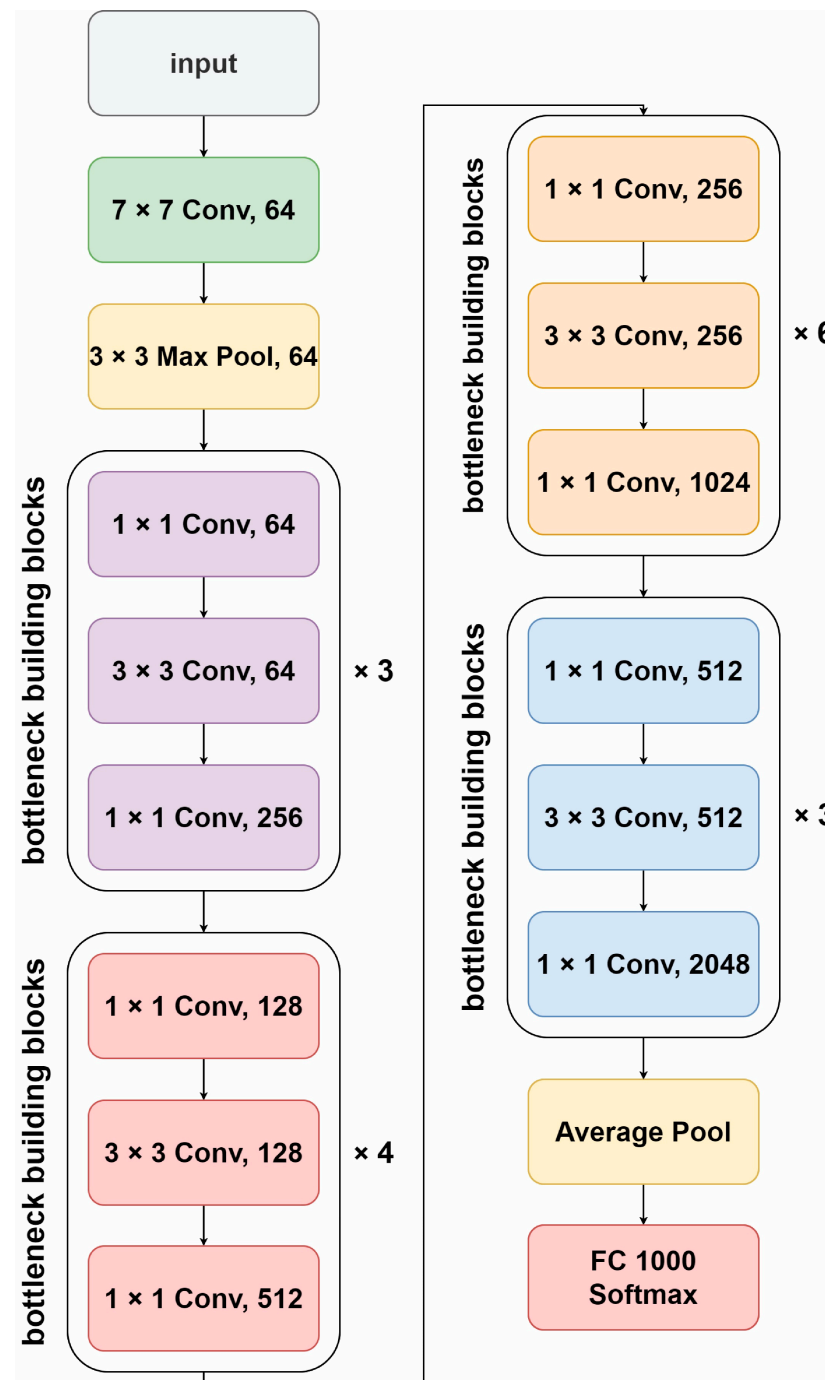 input
7 × 7 Conv, 64
3 × 3 Max Pool, 64
bottleneck building blocks
1 × 1 Conv, 64
3 × 3 Conv, 64
1 × 1 Conv, 256
× 3
bottleneck building blocks
1 × 1 Conv, 128
3 × 3 Conv, 128
1 × 1 Conv, 512
× 4
bottleneck building blocks
1 × 1 Conv, 256
3 × 3 Conv, 256
1 × 1 Conv, 1024
× 6
bottleneck building blocks
1 × 1 Conv, 512
3 × 3 Conv, 512
1 × 1 Conv, 2048
× 3
Average Pool
FC 1000
Softmax